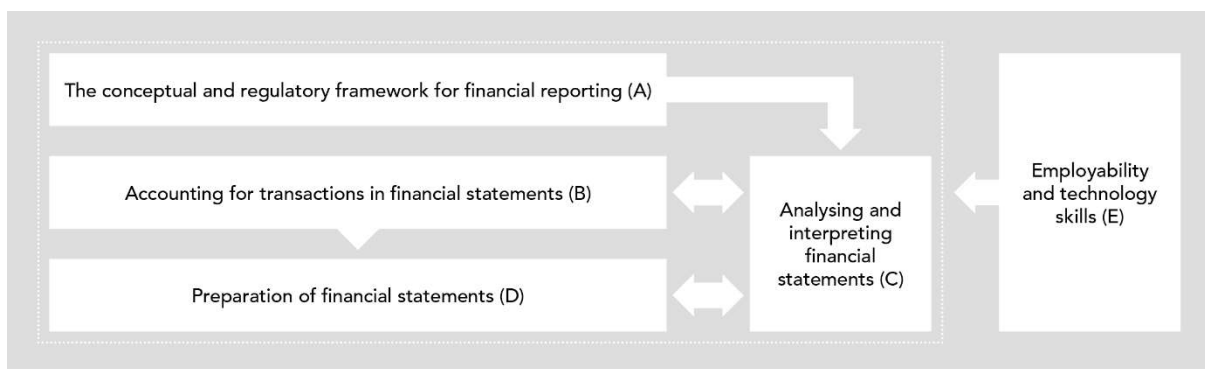 The conceptual and regulatory framework for financial reporting (A)
Accounting for transactions in financial statements (B)
Preparation of financial statements (D)
Analysing and
interpreting
financial
statements (C)
Employability
and technology
skills (E)